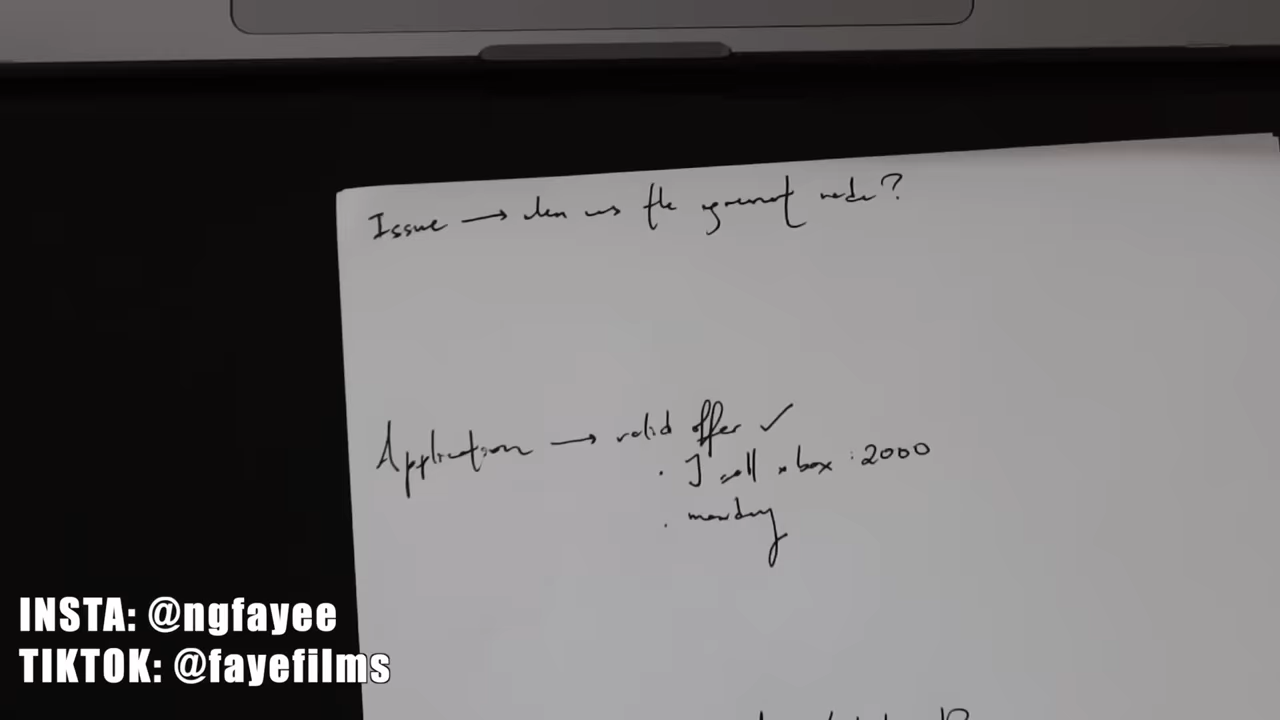 Issue → when was the agreement made?
Application → valid offer ✓
· J sell xbox : 2000
· monday
INSTA: @ngfayee
TIKTOK: @fayefilms